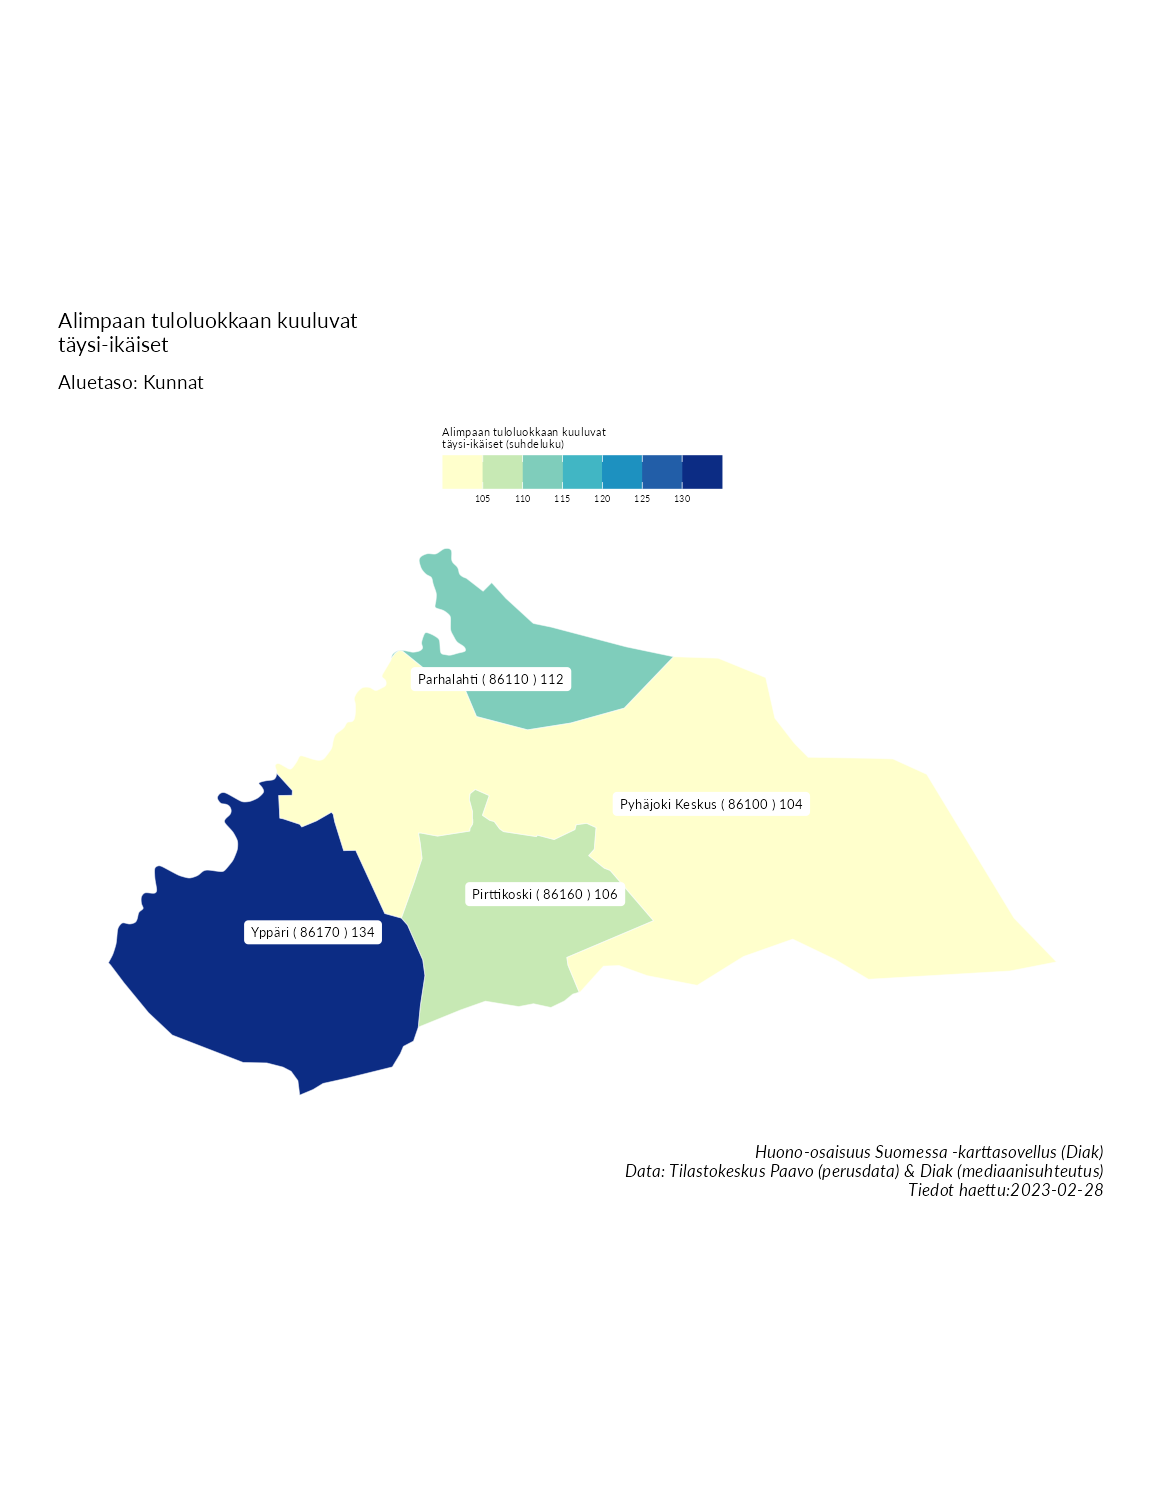 Alimpaan tuloluokkaan kuuluvat
täysi-ikäiset
Aluetaso: Kunnat
Alimpaan tuloluokkaan kuuluvat
täysi-ikäiset (suhdeluku)
105 110 115 120 125 130
Parhalahti ( 86110 ) 112
Pyhäjoki Keskus ( 86100 ) 104
Pirttikoski ( 86160 ) 106
Yppäri ( 86170 ) 134
Huono-osaisuus Suomessa -karttasovellus (Diak)
Data: Tilastokeskus Paavo (perusdata) & Diak (mediaanisuhteutus)
Tiedot haettu:2023-02-28